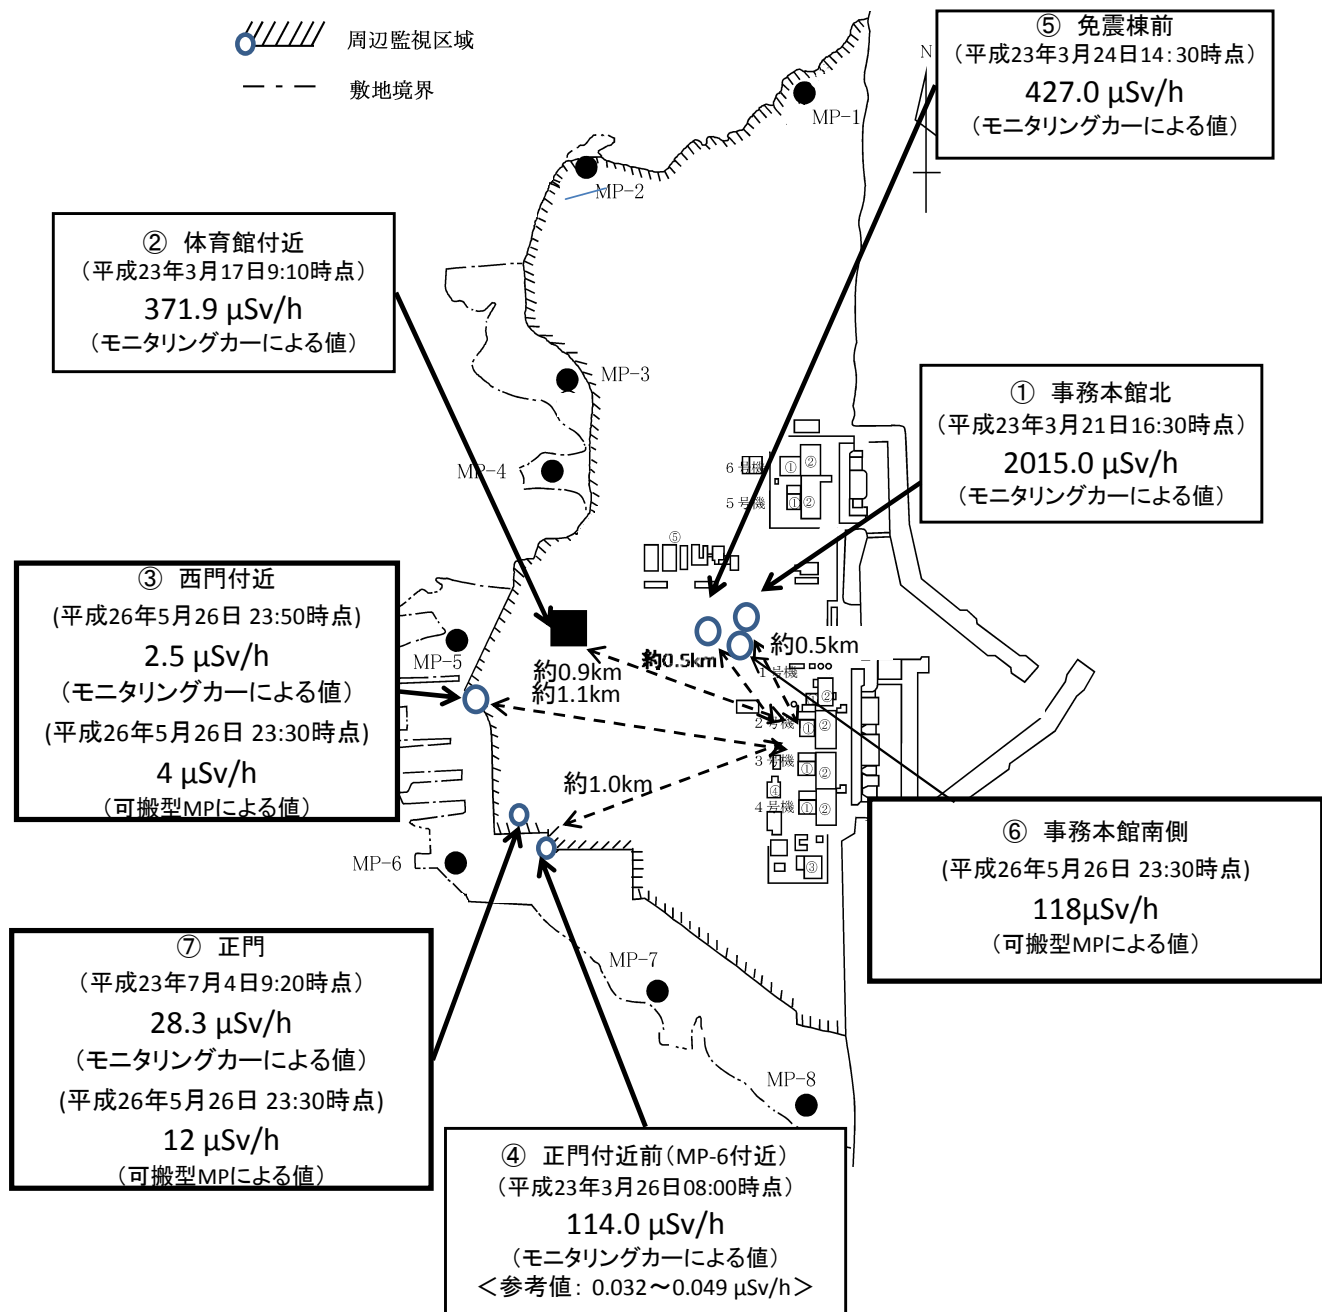 周辺監視区域
敷地境界
⑤ 免震棟前
(平成23年3月24日14:30時点)
427.0 μSv/h
(モニタリングカーによる値)
N
MP-1
MP-2
② 体育館付近
(平成23年3月17日9:10時点)
371.9 μSv/h
(モニタリングカーによる値)
MP-3
① 事務本館北
(平成23年3月21日16:30時点)
2015.0 μSv/h
(モニタリングカーによる値)
MP-4
6号機
① ②
5号機
① ②
⑤
③ 西門付近
(平成26年5月26日 23:50時点)
2.5 μSv/h
(モニタリングカーによる値)
(平成26年5月26日 23:30時点)
4 μSv/h
(可搬型MPによる値)
MP-5
約0.5km
約0.5km
約0.9km
約1.1km
1号機
②
2号機
① ②
3号機
① ②
約1.0km
④
4号機
① ②
③
⑥ 事務本館南側
(平成26年5月26日 23:30時点)
118μSv/h
(可搬型MPによる値)
MP-6
⑦ 正門
(平成23年7月4日9:20時点)
28.3 μSv/h
(モニタリングカーによる値)
(平成26年5月26日 23:30時点)
12 μSv/h
(可搬型MPによる値)
MP-7
MP-8
④ 正門付近前(MP-6付近)
(平成23年3月26日08:00時点)
114.0 μSv/h
(モニタリングカーによる値)
<参考値: 0.032~0.049 μSv/h>